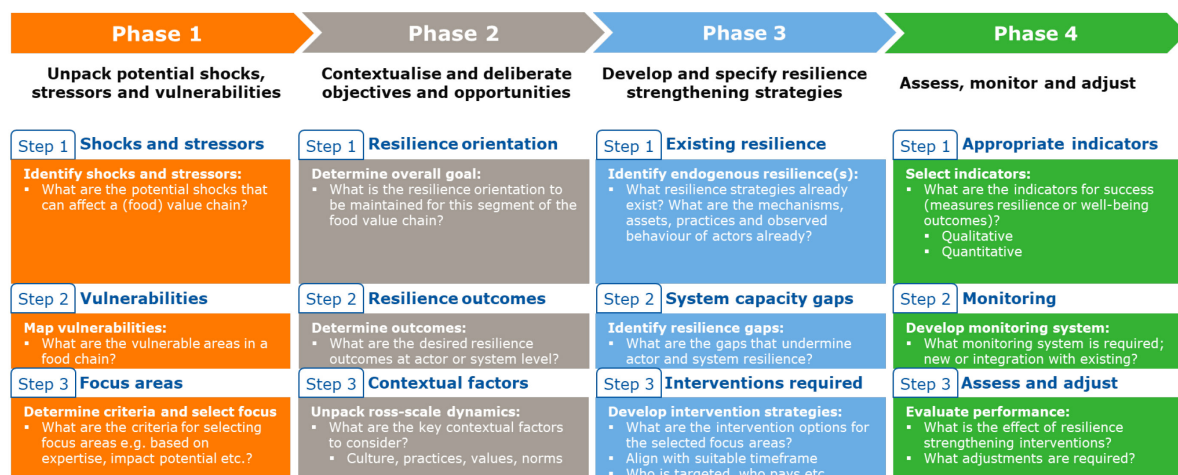 Phase 1
Phase 2
Phase 3
Phase 4
Unpack potential shocks,
stressors and vulnerabilities
Contextualise and deliberate
objectives and opportunities
Develop and specify resilience
strengthening strategies
Assess, monitor and adjust
Step 1 Shocks and stressors
Identify shocks and stressors:
▪ What are the potential shocks that
can affect a (food) value chain?
Step 1 Resilience orientation
Determine overall goal:
▪ What is the resilience orientation to
be maintained for this segment of the
food value chain?
Step 1 Existing resilience
Identify endogenous resilience(s):
▪ What resilience strategies already
exist? What are the mechanisms,
assets, practices and observed
behaviour of actors already?
Step 1 Appropriate indicators
Select indicators:
▪ What are the indicators for success
(measures resilience or well-being
outcomes)?
▪ Qualitative
▪ Quantitative
Step 2 Vulnerabilities
Map vulnerabilities:
▪ What are the vulnerable areas in a
food chain?
Step 2 Resilience outcomes
Determine outcomes:
▪ What are the desired resilience
outcomes at actor or system level?
Step 2 System capacity gaps
Identify resilience gaps:
▪ What are the gaps that undermine
actor and system resilience?
Step 2 Monitoring
Develop monitoring system:
▪ What monitoring system is required;
new or integration with existing?
Step 3 Focus areas
Determine criteria and select focus
▪ What are the criteria for selecting
focus areas e.g. based on
expertise, impact potential etc.?
Step 3 Contextual factors
Unpack ross-scale dynamics:
▪ What are the key contextual factors
to consider?
▪ Culture, practices, values, norms
Step 3 Interventions required
Develop intervention strategies:
▪ What are the intervention options for
the selected focus areas?
▪ Align with suitable timeframe
▪ Who is targeted, who pays etc.
Step 3 Assess and adjust
Evaluate performance:
▪ What is the effect of resilience
strengthening interventions?
▪ What adjustments are required?